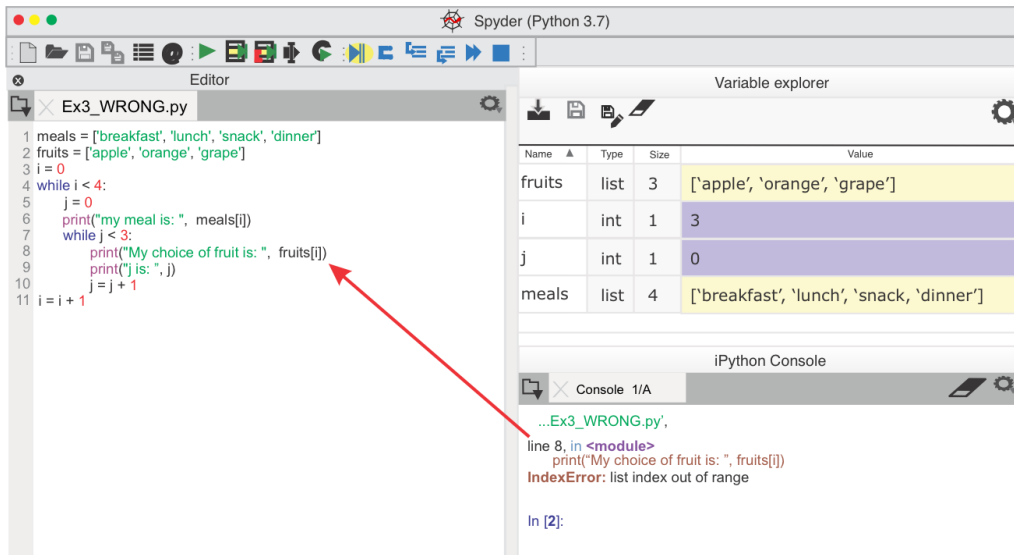 Spyder (Python 3.7)
Editor
Ex3_WRONG.py
1 meals = ['breakfast', 'lunch', 'snack', 'dinner']
2 fruits = ['apple', 'orange', 'grape']
3 i = 0
4 while i < 4:
5 j = 0
6 print("my meal is: ", meals[i])
7 while j < 3:
8 print("My choice of fruit is: ", fruits[i])
9 print("j is: ", j)
10 j = j + 1
11 i = i + 1
Variable explorer
Name Type Size Value
fruits list 3 [‘apple’, ‘orange’, ‘grape’]
i int 1 3
j int 1 0
meals list 4 [‘breakfast’, ‘lunch’, ‘snack, ‘dinner’]
iPython Console
Console 1/A
...Ex3_WRONG.py’,
line 8, in <module>
print(“My choice of fruit is: ”, fruits[i])
IndexError: list index out of range
In [2]: